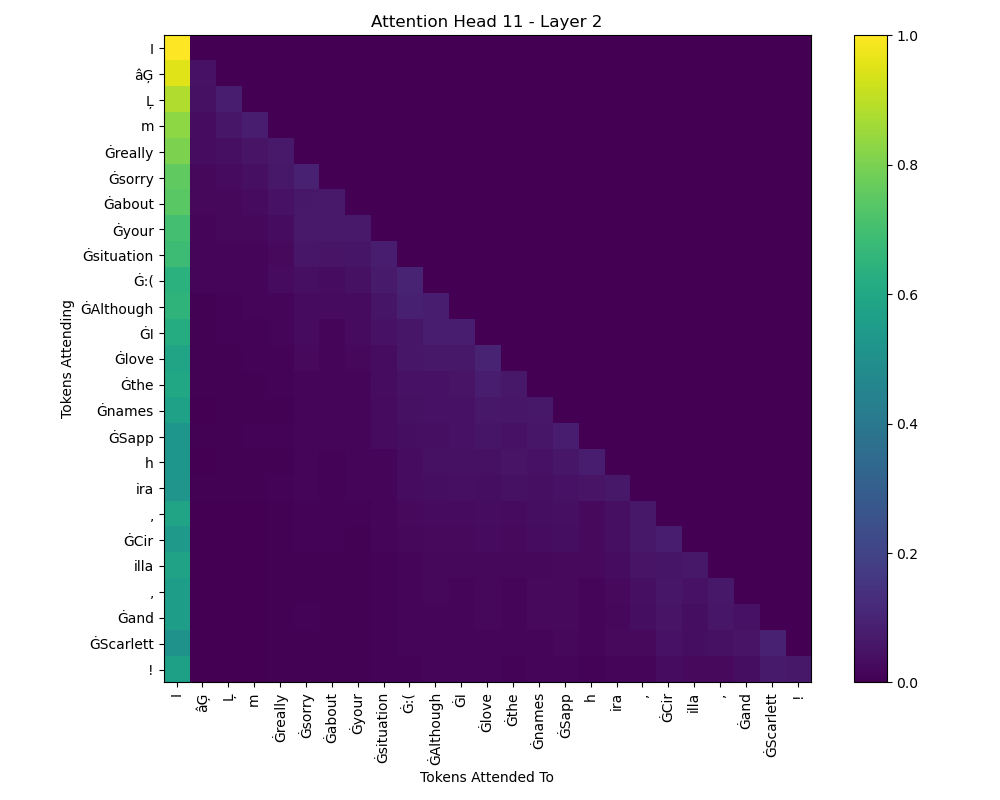 Attention Head 11 - Layer 2
Tokens Attending
I
âĢ
Ļ
m
Ġreally
Ġsorry
Ġabout
Ġyour
Ġsituation
Ġ:(
ĠAlthough
ĠI
Ġlove
Ġthe
Ġnames
ĠSapp
h
ira
,
ĠCir
illa
,
Ġand
ĠScarlett
!
I
âĢ
Ļ
m
Ġreally
Ġsorry
Ġabout
Ġyour
Ġsituation
Ġ:(
ĠAlthough
ĠI
Ġlove
Ġthe
Ġnames
ĠSapp
h
ira
,
ĠCir
illa
,
Ġand
ĠScarlett
!
Tokens Attended To
1.0
0.8
0.6
0.4
0.2
0.0